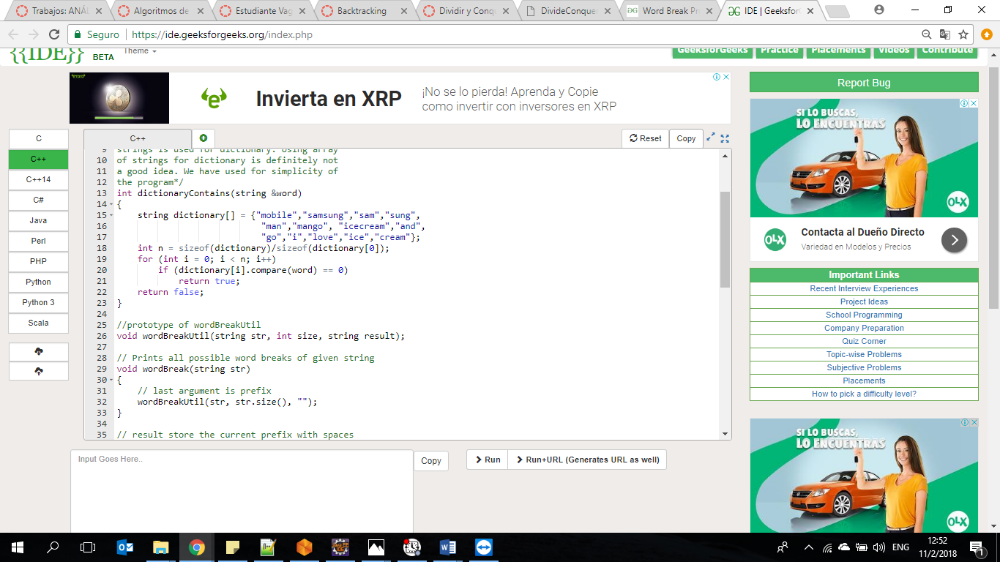 Trabajos: ANÁL
Algoritmos de
Estudiante Vag
Backtracking
Dividir y Conqu
DivideConquer
Word Break Pr
IDE | Geeksfor
Seguro
https://ide.geeksforgeeks.org/index.php
{{IDE}} BETA
Theme
GeeksforGeeks
Practice
Placements
Videos
Contribute
Invierta en XRP
¡No se lo pierda! Aprenda y Copie
como invertir con inversores en XRP
Report Bug
C
C++
C++14
C#
Java
Perl
PHP
Python
Python 3
Scala
C++
Reset
Copy
9 strings is used for dictionary. Using array
10 of strings for dictionary is definitely not
11 a good idea. We have used for simplicity of
12 the program*/
13 int dictionaryContains(string &word)
14 {
15 string dictionary[] = {"mobile","samsung","sam","sung",
16 "man","mango", "icecream","and",
17 "go","i","love","ice","cream"};
18 int n = sizeof(dictionary)/sizeof(dictionary[0]);
19 for (int i = 0; i < n; i++)
20 if (dictionary[i].compare(word) == 0)
21 return true;
22 return false;
23 }
24
25 //prototype of wordBreakUtil
26 void wordBreakUtil(string str, int size, string result);
27
28 // Prints all possible word breaks of given string
29 void wordBreak(string str)
30 {
31 // last argument is prefix
32 wordBreakUtil(str, str.size(), "");
33 }
34
35 // result store the current prefix with spaces
Input Goes Here..
Copy
Run
Run+URL (Generates URL as well)
SI LO BUSCAS,
LO ENCUENTRAS
OLX
OLX
Contacta al Dueño Directo
Variedad en Modelos y Precios
Important Links
Recent Interview Experiences
Project Ideas
School Programming
Company Preparation
Quiz Corner
Topic-wise Problems
Subjective Problems
Placements
How to pick a difficulty level?
SI LO BUSCAS,
LO ENCUENTRAS
OLX
ENG
12:52
11/2/2018
1